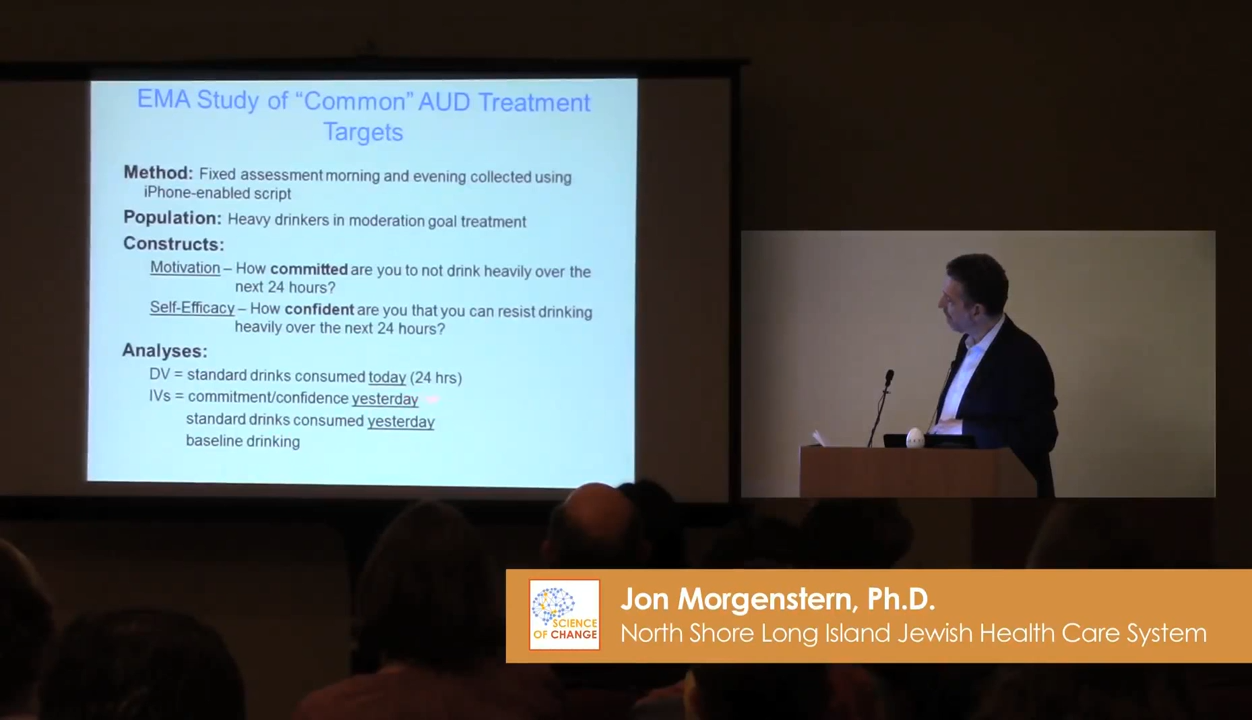 EMA Study of “Common” AUD Treatment
Targets
Method: Fixed assessment morning and evening collected using
iPhone-enabled script
Population: Heavy drinkers in moderation goal treatment
Constructs:
Motivation – How committed are you to not drink heavily over the
next 24 hours?
Self-Efficacy – How confident are you that you can resist drinking
heavily over the next 24 hours?
Analyses:
DV = standard drinks consumed today (24 hrs)
IVs = commitment/confidence yesterday
standard drinks consumed yesterday
baseline drinking
SCIENCE
OF CHANGE
Jon Morgenstern, Ph.D.
North Shore Long Island Jewish Health Care System